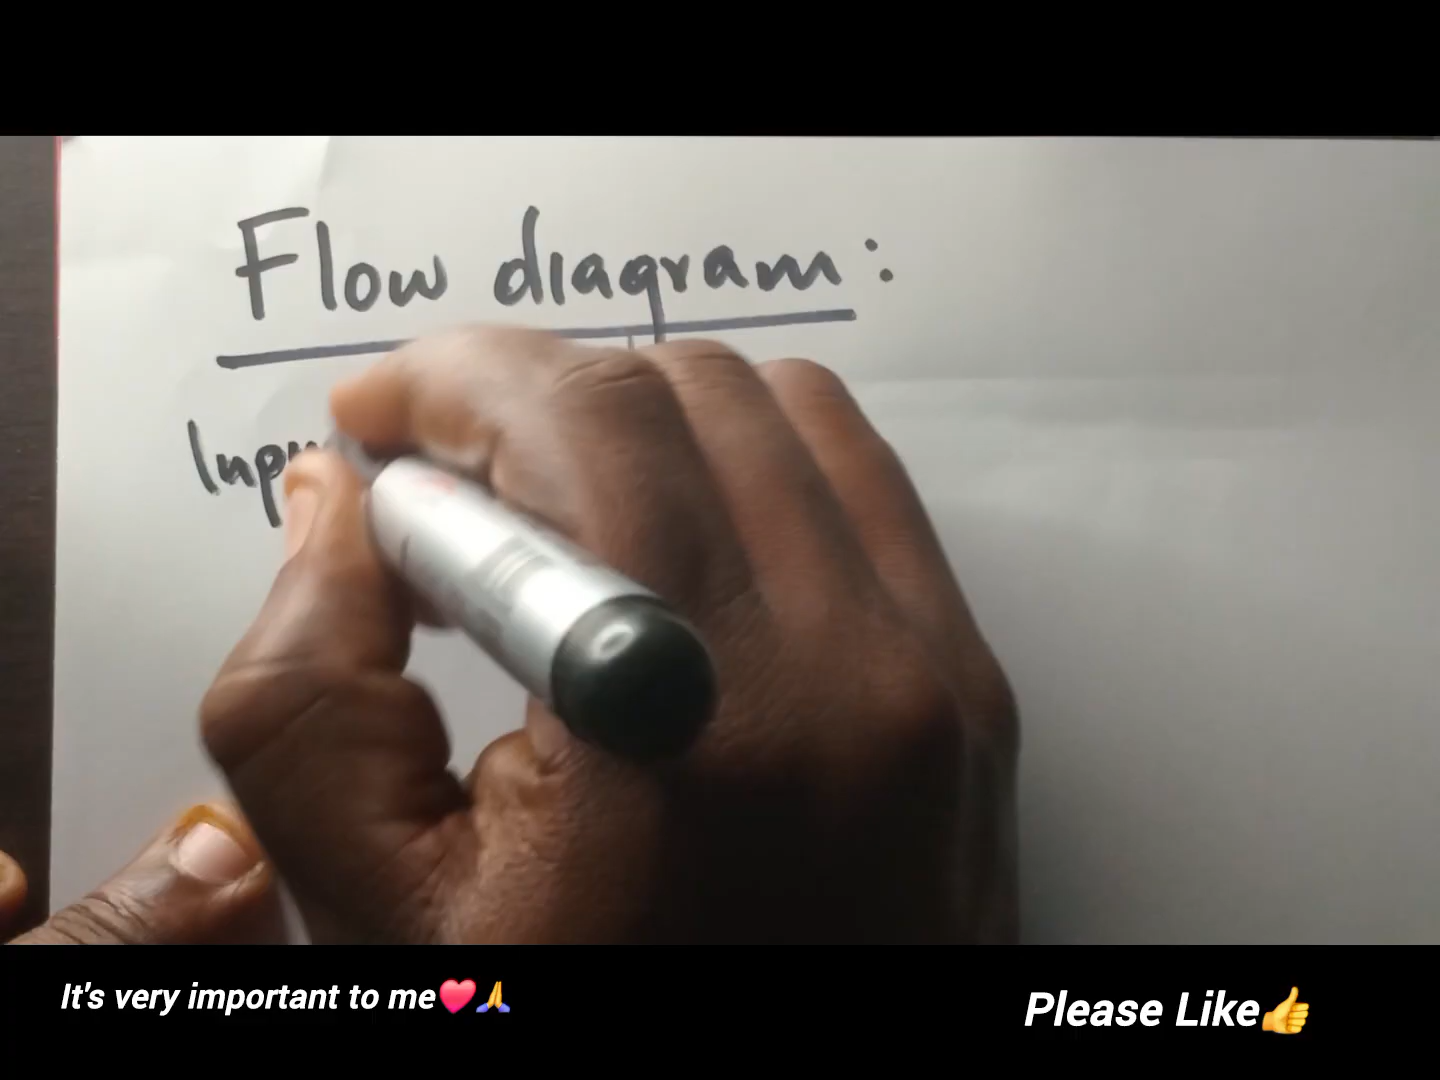 Flow diagram:
It's very important to me❤️🙏
Please Like👍